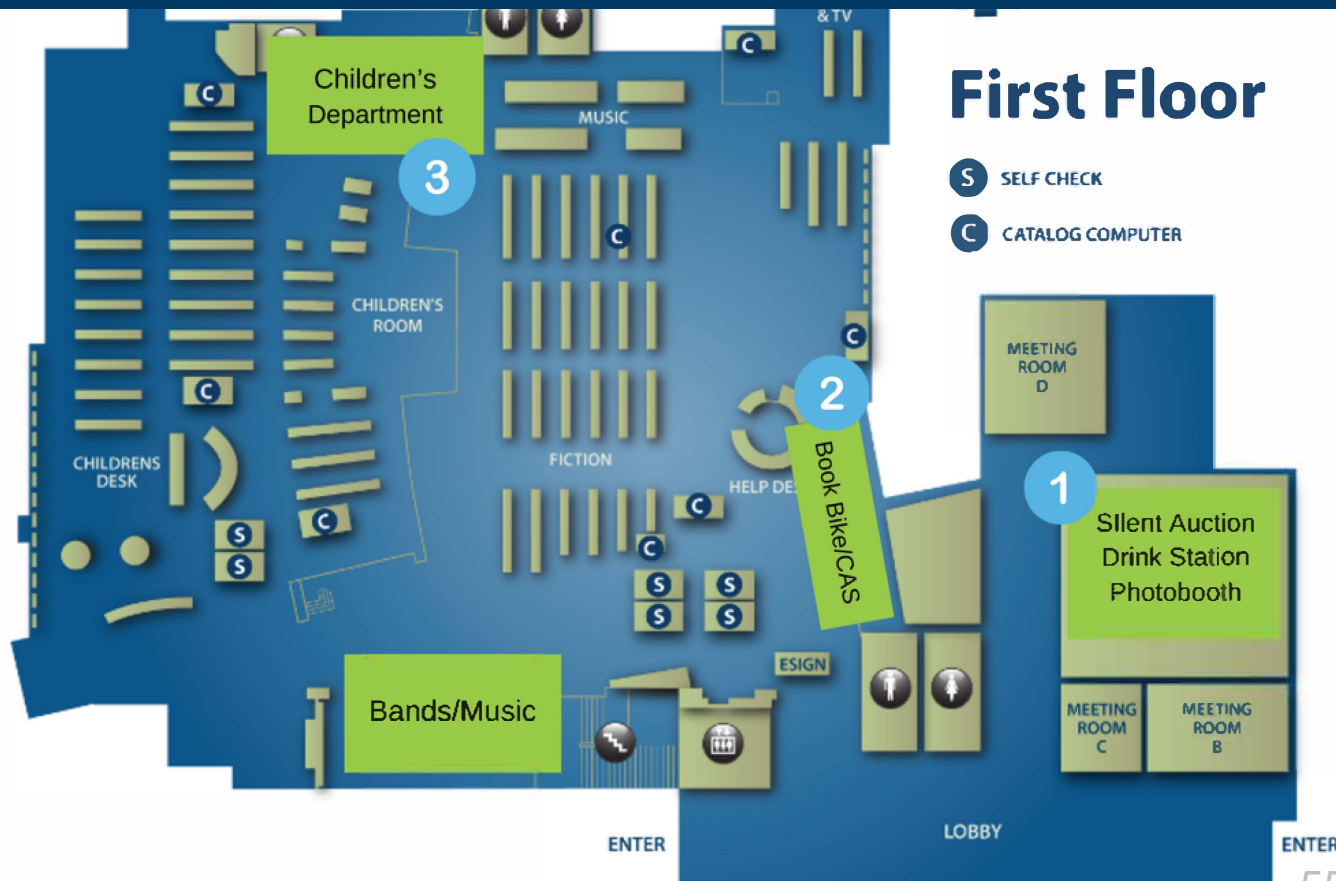 & TV
First Floor
S SELF CHECK
C CATALOG COMPUTER
Children's
Department
3
C
C
MUSIC
C
CHILDREN'S
ROOM
C
C
2
MEETING
ROOM
D
CHILDRENS
DESK
FICTION
HELP DES
Book Bike/CAS
1
SIlent Auction
Drink Station
Photobooth
C
C
C
S
S
S
S
S
S
ESIGN
Bands/Music
MEETING
ROOM
C
MEETING
ROOM
B
LOBBY
ENTER
ENTER